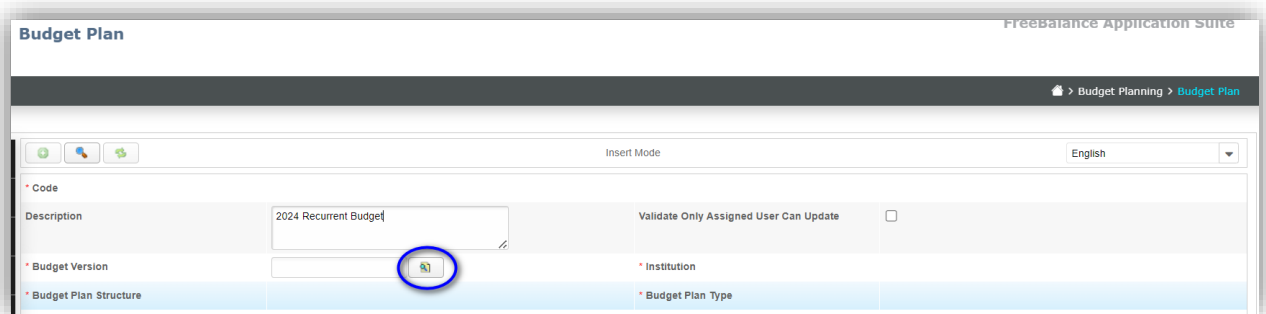 FreeBalance Application Suite
Budget Plan
> Budget Planning > Budget Plan
Insert Mode English
* Code
Description 2024 Recurrent Budget Validate Only Assigned User Can Update
* Budget Version * Institution
* Budget Plan Structure * Budget Plan Type